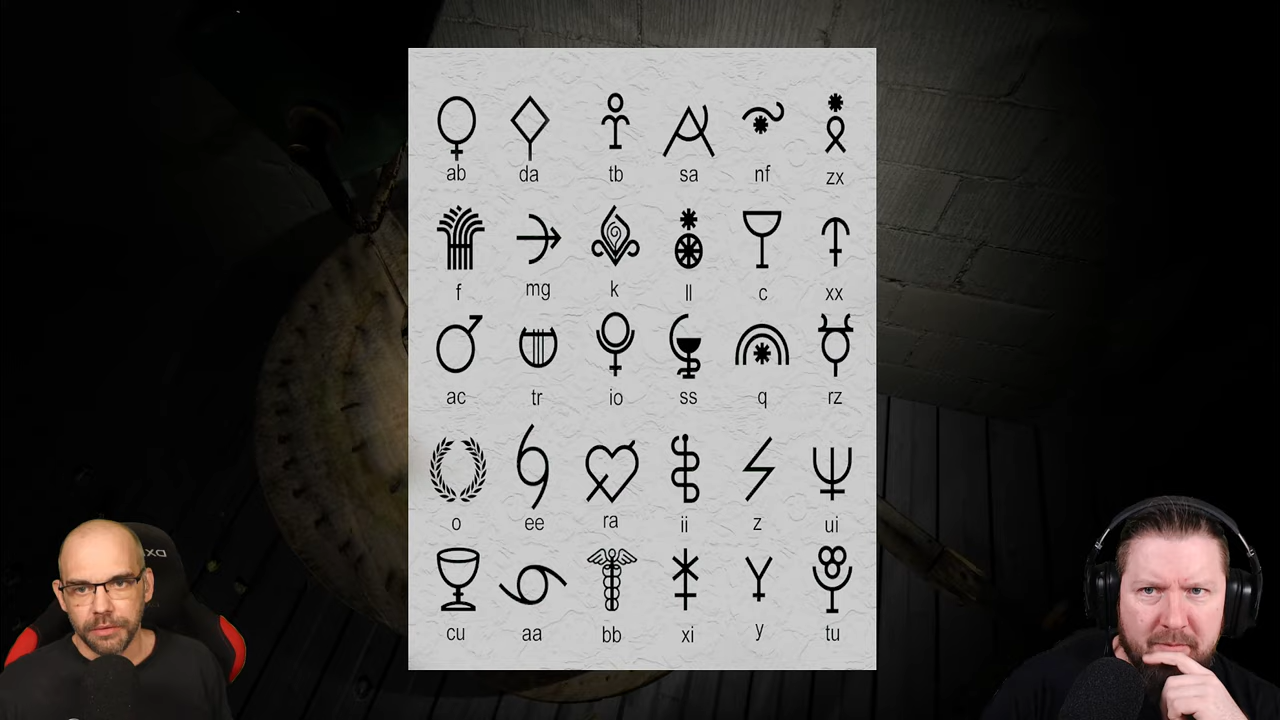 ab da tb sa nf zx
f mg k ll c xx
ac tr io ss q rz
o ee ra ii z ui
cu aa bb xi y tu